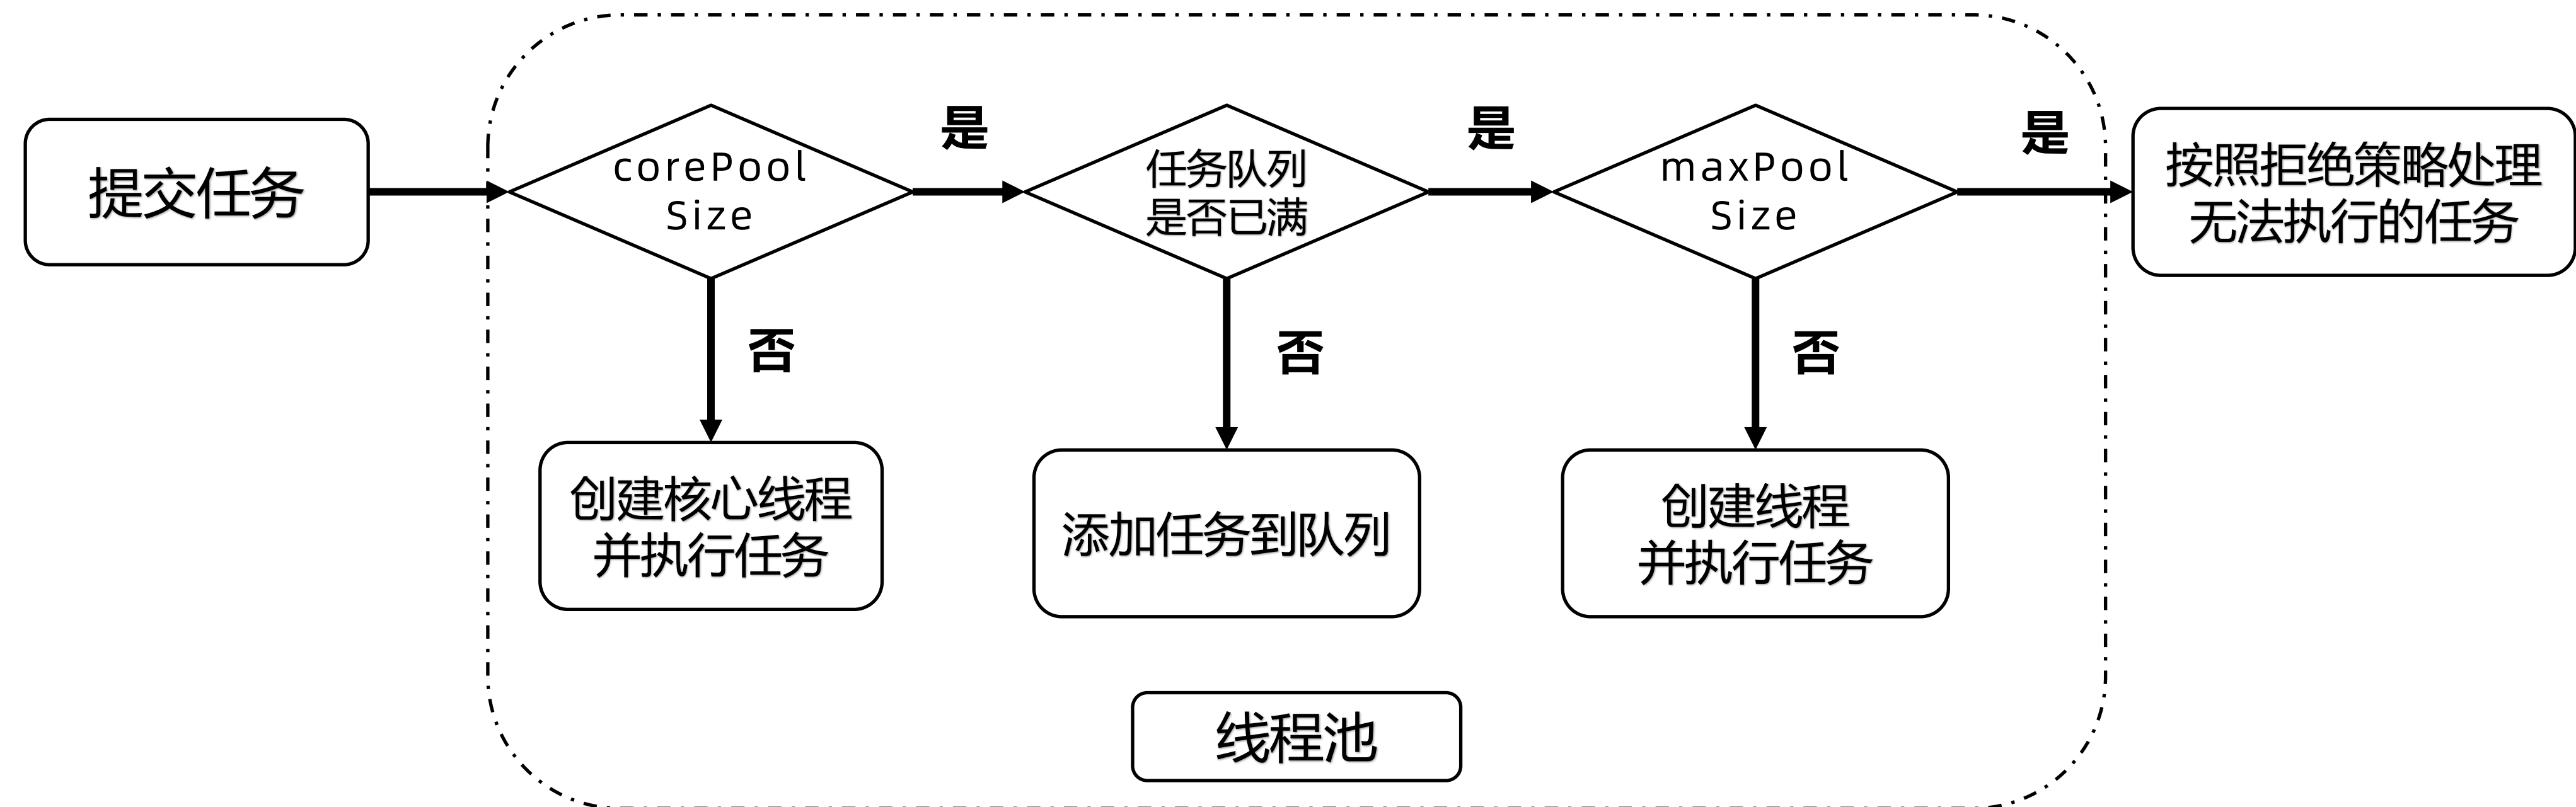 提交任务
corePool
Size
是
任务队列
是否已满
是
maxPool
Size
是
按照拒绝策略处理
无法执行的任务
否
否
否
创建核心线程
并执行任务
添加任务到队列
创建线程
并执行任务
线程池